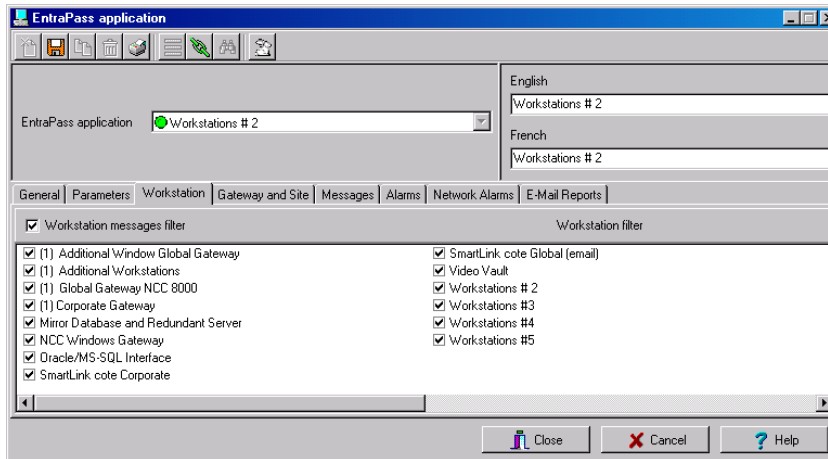 EntraPass application
English
Workstations # 2
EntraPass application
Workstations # 2
French
Workstations # 2
General Parameters Workstation Gateway and Site Messages Alarms Network Alarms E-Mail Reports
Workstation messages filter Workstation filter
(1) Additional Window Global Gateway
(1) Additional Workstations
(1) Global Gateway NCC 8000
(1) Corporate Gateway
Mirror Database and Redundant Server
NCC Windows Gateway
Oracle/MS-SQL Interface
SmartLink cote Corporate
SmartLink cote Global (email)
Video Vault
Workstations # 2
Workstations #3
Workstations #4
Workstations #5
Close Cancel Help